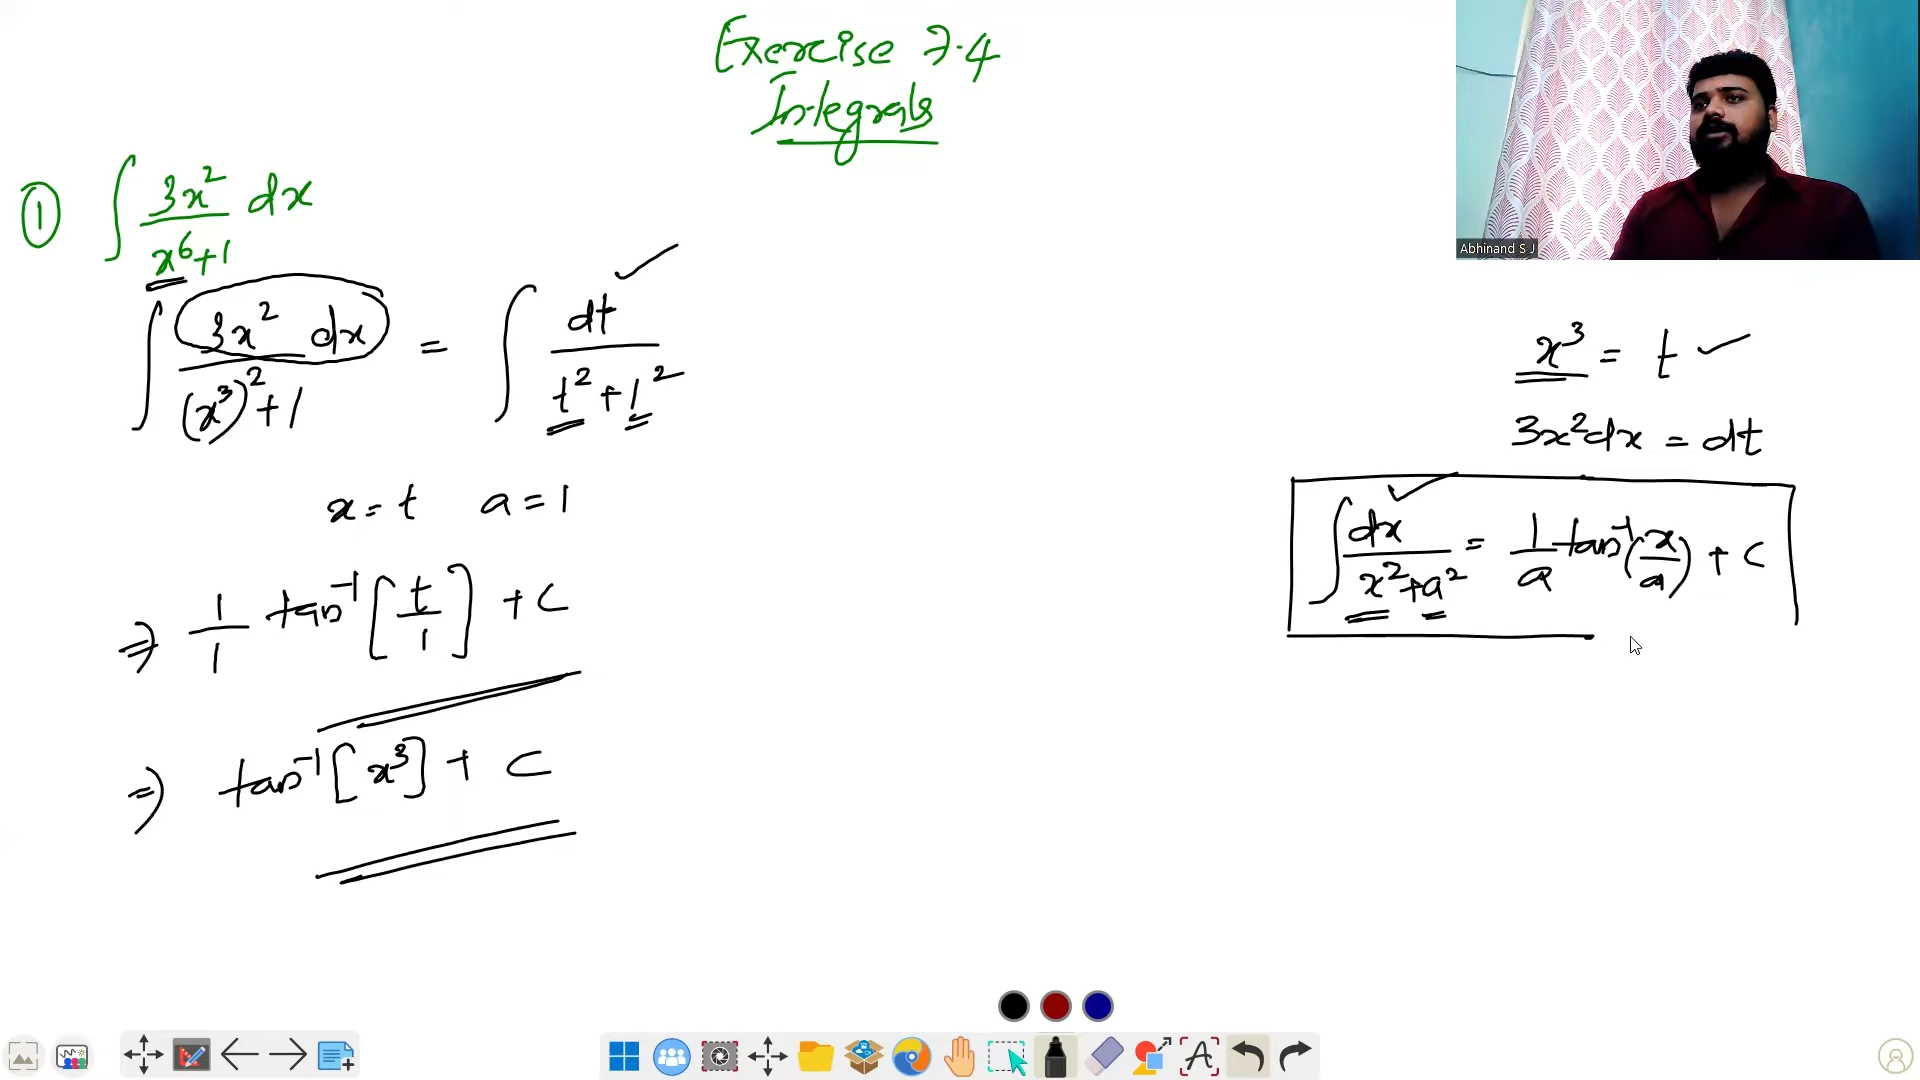 Exercise 7.4
Integrals
① ∫ 3x²/(x⁶+1) dx
∫ 3x² dx/((x³)²+1) = ∫ dt/(t²+1²) ✓
x = t a = 1
⇒ 1/1 tan⁻¹[t/1] + C
⇒ tan⁻¹[x³] + C
x³ = t ✓
3x²dx = dt
∫ dx/(x²+a²) = 1/a tan⁻¹(x/a) + C
Abhinand S J